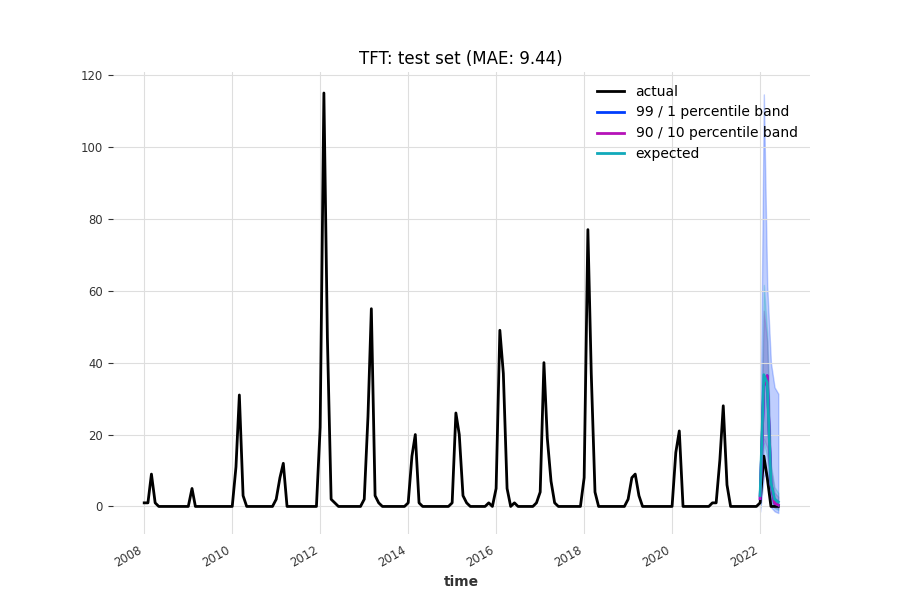 TFT: test set (MAE: 9.44)
actual
99 / 1 percentile band
90 / 10 percentile band
expected
120
100
80
60
40
20
0
2008 2010 2012 2014 2016 2018 2020 2022
time